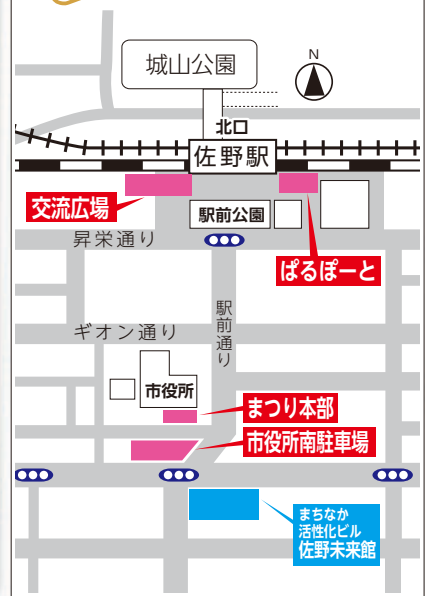 城山公園
N
北口
佐野駅
交流広場
駅前公園
昇栄通り
ぱるぽーと
駅前通り
ギオン通り
市役所
まつり本部
市役所南駐車場
まちなか
活性化ビル
佐野未来館